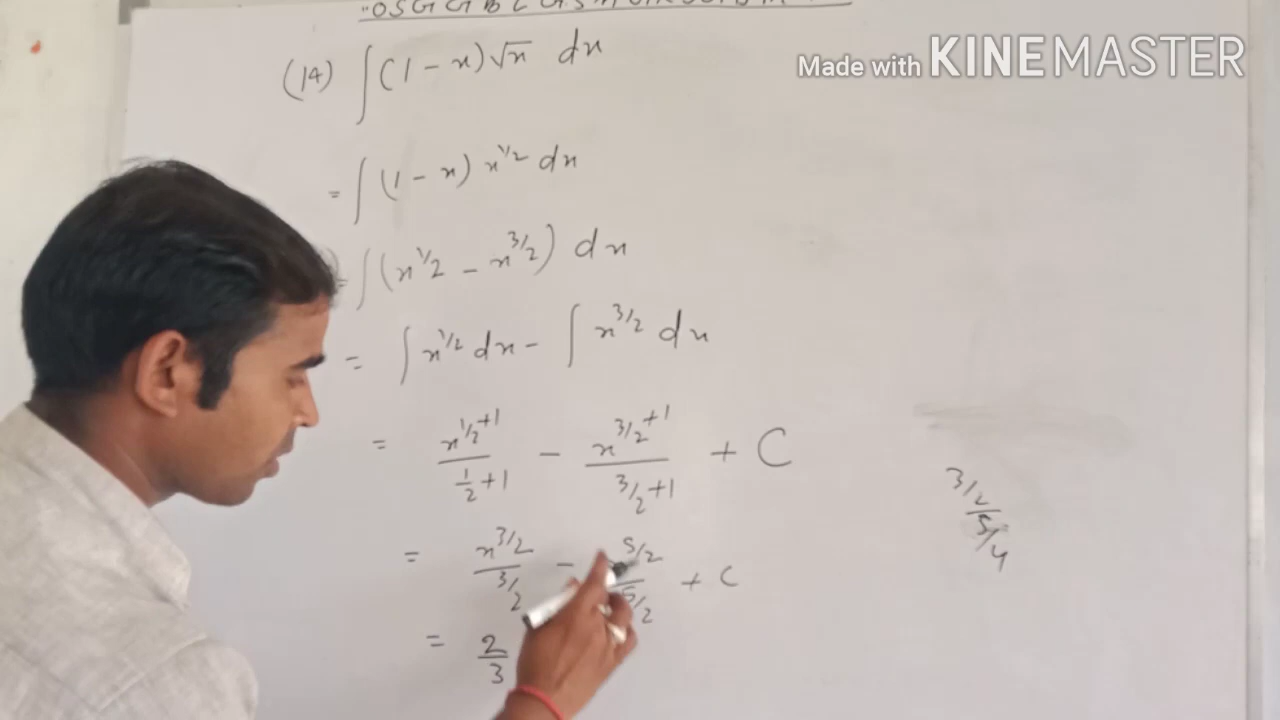 Made with KINEMASTER
(14) ∫(1 - x)√x dx
= ∫(1 - x) x^1/2 dx
= ∫(x^1/2 - x^3/2) dx
= ∫ x^1/2 dx - ∫ x^3/2 dx
= x^1/2+1 / 1/2+1 - x^3/2+1 / 3/2+1 + C
3/2 / 5/4
= x^3/2 / 3/2 - 5/2 / 5/2 + C
= 2/3